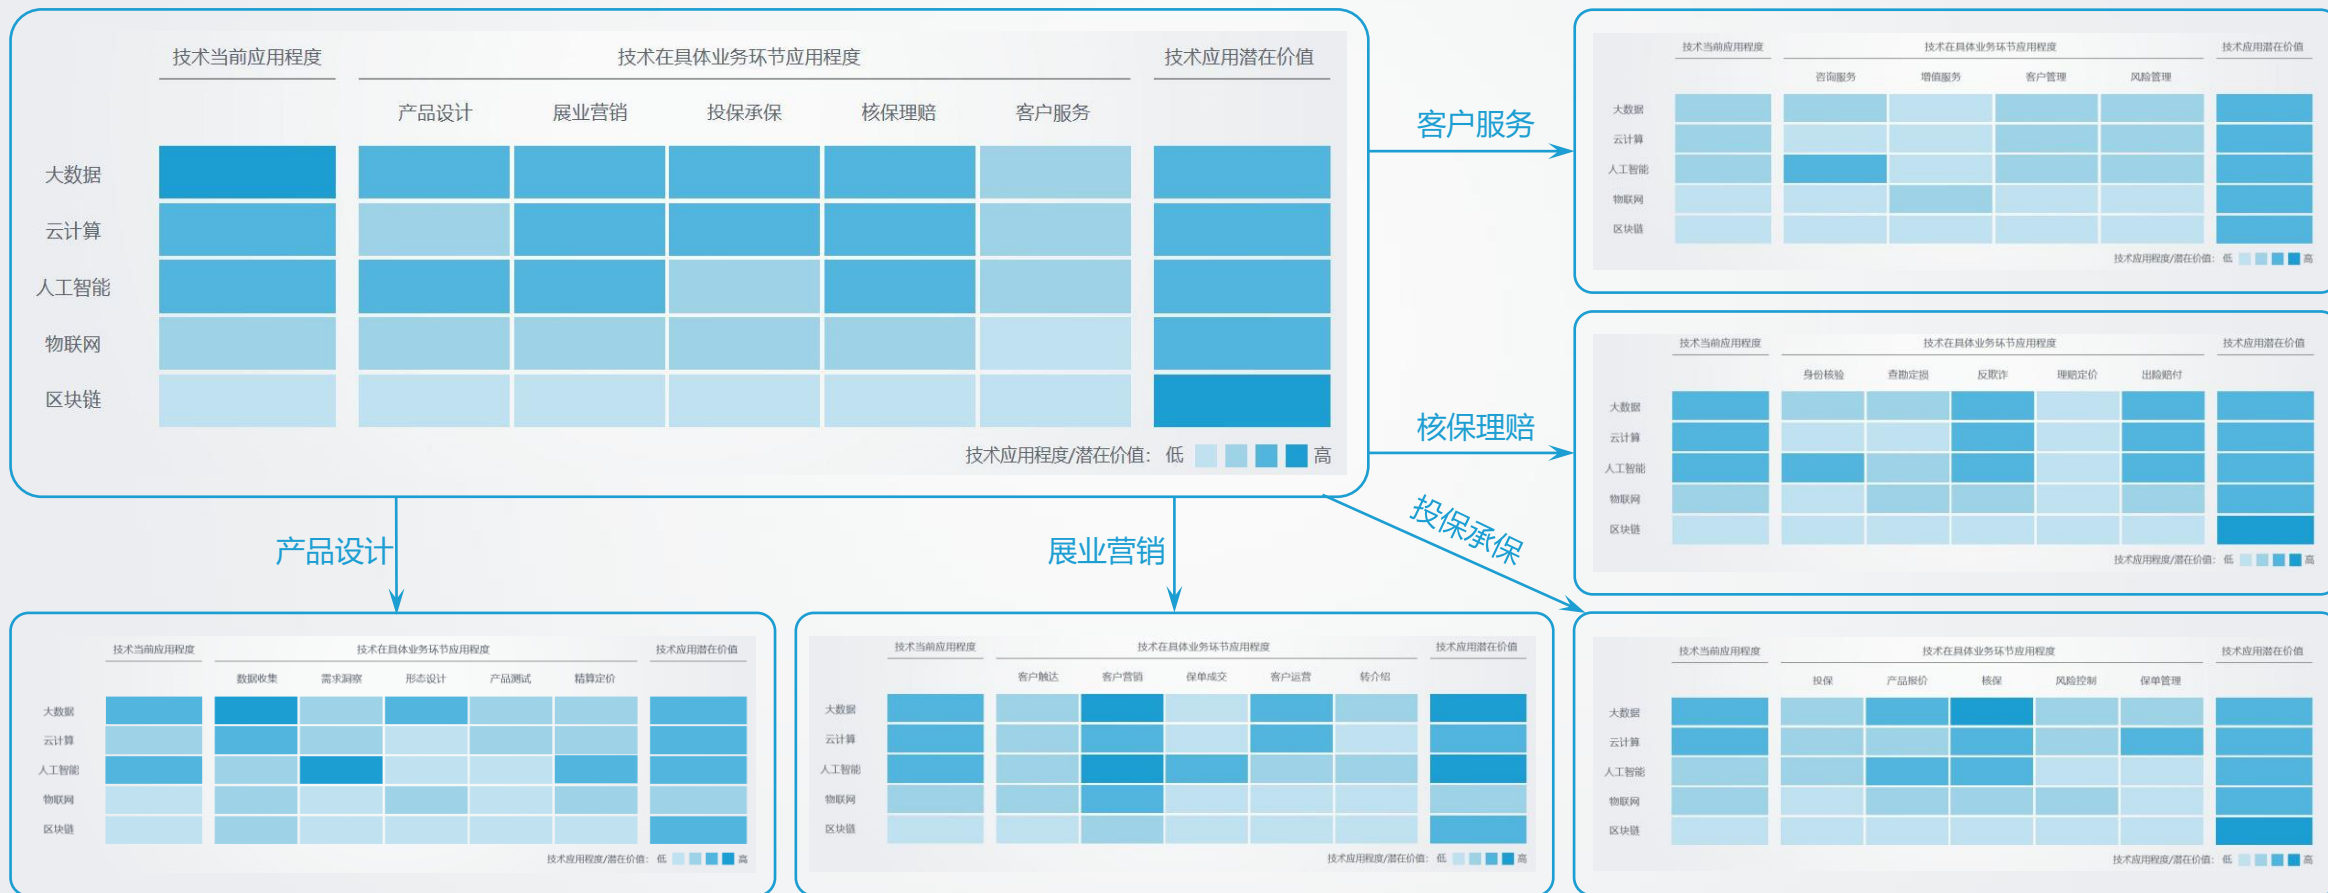 技术当前应用程度 技术在具体业务环节应用程度 技术应用潜在价值
产品设计 展业营销 投保承保 核保理赔 客户服务
大数据
云计算
人工智能
物联网
区块链
技术应用程度/潜在价值: 低 高
客户服务
技术当前应用程度 技术在具体业务环节应用程度 技术应用潜在价值
咨询服务 增值服务 客户管理 风险管理
大数据
云计算
人工智能
物联网
区块链
技术应用程度/潜在价值: 低 高
核保理赔
技术当前应用程度 技术在具体业务环节应用程度 技术应用潜在价值
身份核验 查勘定损 反欺诈 理赔定价 出险赔付
大数据
云计算
人工智能
物联网
区块链
技术应用程度/潜在价值: 低 高
产品设计
展业营销
投保承保
技术当前应用程度 技术在具体业务环节应用程度 技术应用潜在价值
数据收集 需求洞察 形态设计 产品测试 精算定价
大数据
云计算
人工智能
物联网
区块链
技术应用程度/潜在价值: 低 高
技术当前应用程度 技术在具体业务环节应用程度 技术应用潜在价值
客户触达 客户营销 保单成交 客户运营 转介绍
大数据
云计算
人工智能
物联网
区块链
技术应用程度/潜在价值: 低 高
技术当前应用程度 技术在具体业务环节应用程度 技术应用潜在价值
投保 产品报价 核保 风险控制 保单管理
大数据
云计算
人工智能
物联网
区块链
技术应用程度/潜在价值: 低 高